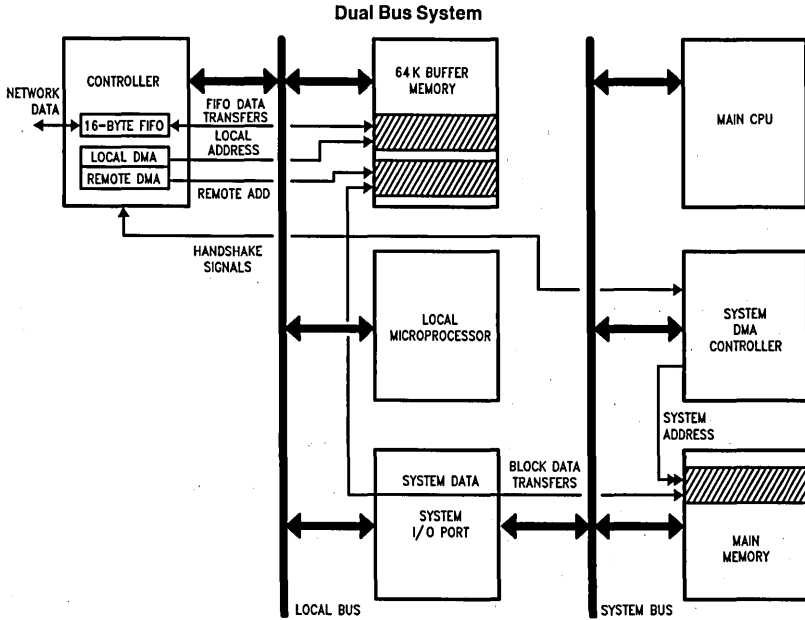 Dual Bus System
CONTROLLER
NETWORK
DATA
16-BYTE FIFO
LOCAL DMA
REMOTE DMA
FIFO DATA
TRANSFERS
LOCAL
ADDRESS
REMOTE ADD
64K BUFFER
MEMORY
MAIN CPU
HANDSHAKE
SIGNALS
LOCAL
MICROPROCESSOR
SYSTEM
DMA
CONTROLLER
SYSTEM
ADDRESS
SYSTEM DATA
BLOCK DATA
TRANSFERS
SYSTEM
I/O PORT
MAIN
MEMORY
LOCAL BUS
SYSTEM BUS